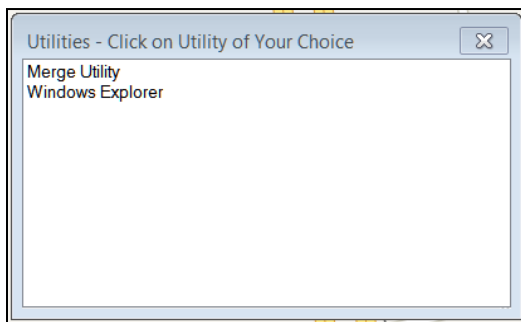 Utilities - Click on Utility of Your Choice
Merge Utility
Windows Explorer